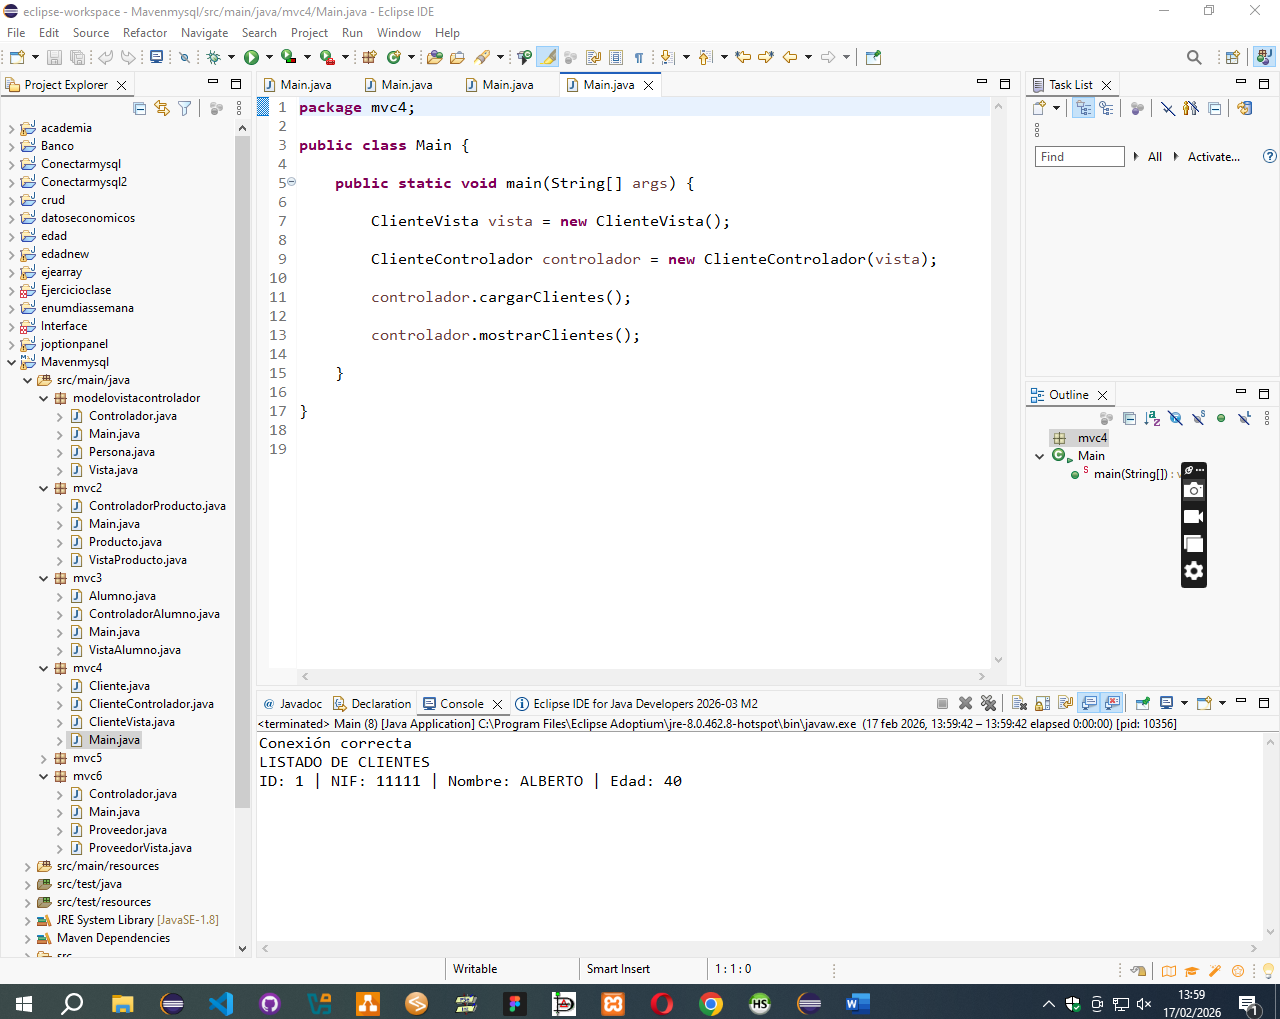 eclipse-workspace - Mavenmysql/src/main/java/mvc4/Main.java - Eclipse IDE
File Edit Source Refactor Navigate Search Project Run Window Help
Project Explorer
academia
Banco
Conectarmysql
Conectarmysql2
crud
datoseconomicos
edad
edadnew
ejearray
Ejercicioclase
enumdiassemana
Interface
joptionpanel
Mavenmysql
src/main/java
modelovistacontrolador
Controlador.java
Main.java
Persona.java
Vista.java
mvc2
ControladorProducto.java
Main.java
Producto.java
VistaProducto.java
mvc3
Alumno.java
ControladorAlumno.java
Main.java
VistaAlumno.java
mvc4
Cliente.java
ClienteControlador.java
ClienteVista.java
Main.java
mvc5
mvc6
Controlador.java
Main.java
Proveedor.java
ProveedorVista.java
src/main/resources
src/test/java
src/test/resources
JRE System Library [JavaSE-1.8]
Maven Dependencies
src
Main.java Main.java Main.java Main.java
1 package mvc4;
2
3 public class Main {
4
5 public static void main(String[] args) {
6
7 ClienteVista vista = new ClienteVista();
8
9 ClienteControlador controlador = new ClienteControlador(vista);
10
11 controlador.cargarClientes();
12
13 controlador.mostrarClientes();
14
15 }
16
17 }
18
19
Task List
Find All Activate...
Outline
mvc4
Main
main(String[]) : v
Javadoc Declaration Console Eclipse IDE for Java Developers 2026-03 M2
<terminated> Main (8) [Java Application] C:\Program Files\Eclipse Adoptium\jre-8.0.462.8-hotspot\bin\javaw.exe (17 feb 2026, 13:59:42 – 13:59:42 elapsed 0:00:00) [pid: 10356]
Conexión correcta
LISTADO DE CLIENTES
ID: 1 | NIF: 11111 | Nombre: ALBERTO | Edad: 40
Writable Smart Insert 1 : 1 : 0
HS
13:59
17/02/2026
1